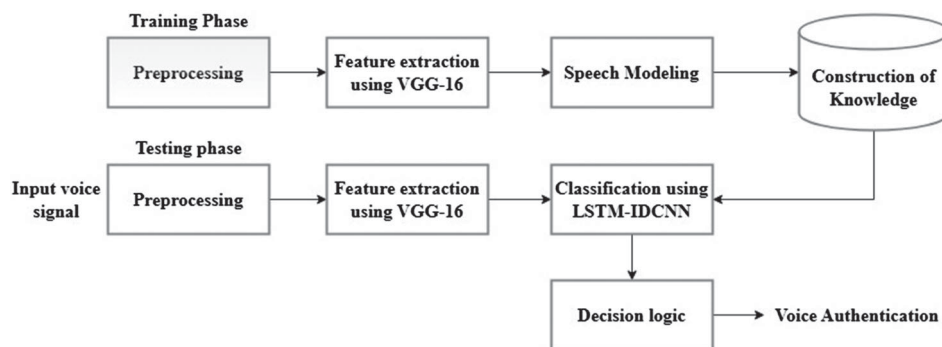 Training Phase
Preprocessing
Feature extraction
using VGG-16
Speech Modeling
Construction of
Knowledge
Testing phase
Input voice
signal
Preprocessing
Feature extraction
using VGG-16
Classification using
LSTM-IDCNN
Decision logic
Voice Authentication